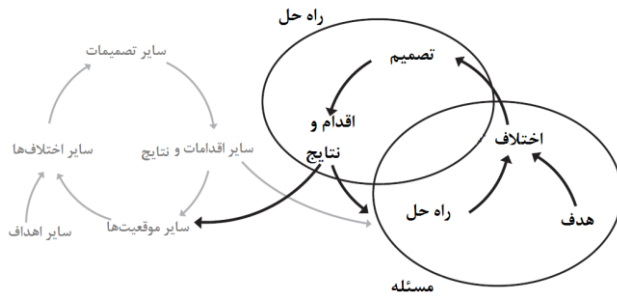 راه حل
تصمیم
سایر تصمیمات
اقدام و
نتایج
اختلاف
سایر اختلاف‌ها
سایر اقدامات و نتایج
راه حل
هدف
سایر موقعیت‌ها
سایر اهداف
مسئله